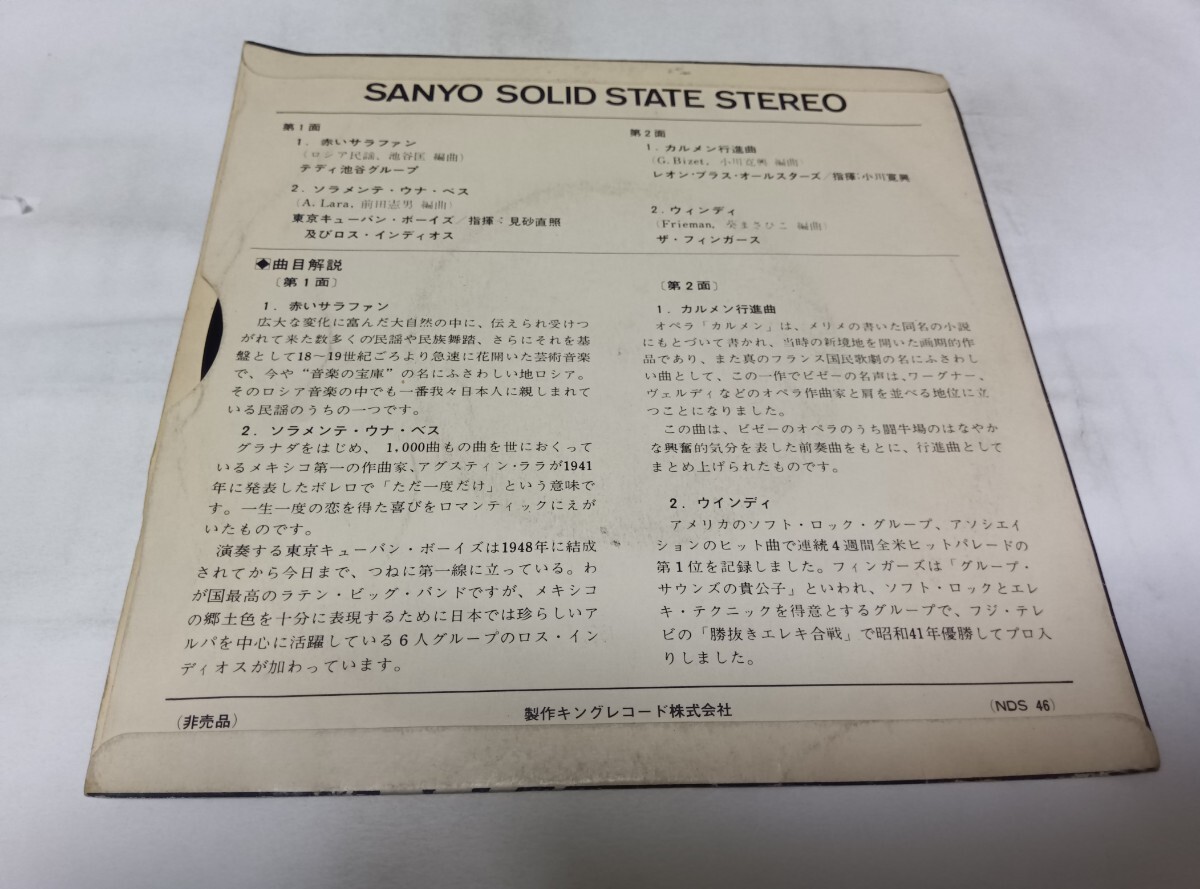 SANYO SOLID STATE STEREO
第1面
1. 赤いサラファン
(ロシア民謡, 池谷匡 編曲)
テディ池谷グループ
2. ソラメンテ・ウナ・ベス
(A. Lara, 前田憲男 編曲)
東京キューバン・ボーイズ/指揮:見砂直照
及びロス・インディオス
第2面
1. カルメン行進曲
(G. Bizet, 小川寛興 編曲)
レオン・ブラス・オールスターズ/指揮:小川寛興
2. ウィンディ
(Frieman, 葵まさひこ 編曲)
ザ・フィンガース
◆曲目解説
〔第1面〕
1. 赤いサラファン
広大な変化に富んだ大自然の中に、伝えられ受けつ
がれて来た数多くの民謡や民族舞踏、さらにそれを基
盤として18〜19世紀ごろより急速に花開いた芸術音楽
で、今や“音楽の宝庫”の名にふさわしい地ロシア。
そのロシア音楽の中でも一番我々日本人に親しまれて
いる民謡のうちの一つです。
2. ソラメンテ・ウナ・ベス
グラナダをはじめ、1,000曲もの曲を世におくって
いるメキシコ第一の作曲家、アグスティン・ララが1941
年に発表したボレロで「ただ一度だけ」という意味で
す。一生一度の恋を得た喜びをロマンティックにえが
いたものです。
演奏する東京キューバン・ボーイズは1948年に結成
されてから今日まで、つねに第一線に立っている。わ
が国最高のラテン・ビッグ・バンドですが、メキシコ
の郷土色を十分に表現するために日本では珍らしいア
ルパを中心に活躍している6人グループのロス・イン
ディオスが加わっています。
〔第2面〕
1. カルメン行進曲
オペラ「カルメン」は、メリメの書いた同名の小説
にもとづいて書かれ、当時の新境地を開いた画期的作
品であり、また真のフランス国民歌劇の名にふさわし
い曲として、この一作でビゼーの名声は、ワーグナー、
ヴェルディなどのオペラ作曲家と肩を並べる地位に立
つことになりました。
この曲は、ビゼーのオペラのうち闘牛場のはなやか
な興奮的気分を表した前奏曲をもとに、行進曲として
まとめ上げられたものです。
2. ウインディ
アメリカのソフト・ロック・グループ、アソシエイ
ションのヒット曲で連続4週間全米ヒットパレードの
第1位を記録しました。フィンガーズは「グループ・
サウンズの貴公子」といわれ、ソフト・ロックとエレ
キ・テクニックを得意とするグループで、フジ・テレ
ビの「勝抜きエレキ合戦」で昭和41年優勝してプロ入
りしました。
(非売品)
製作キングレコード株式会社
(NDS 46)